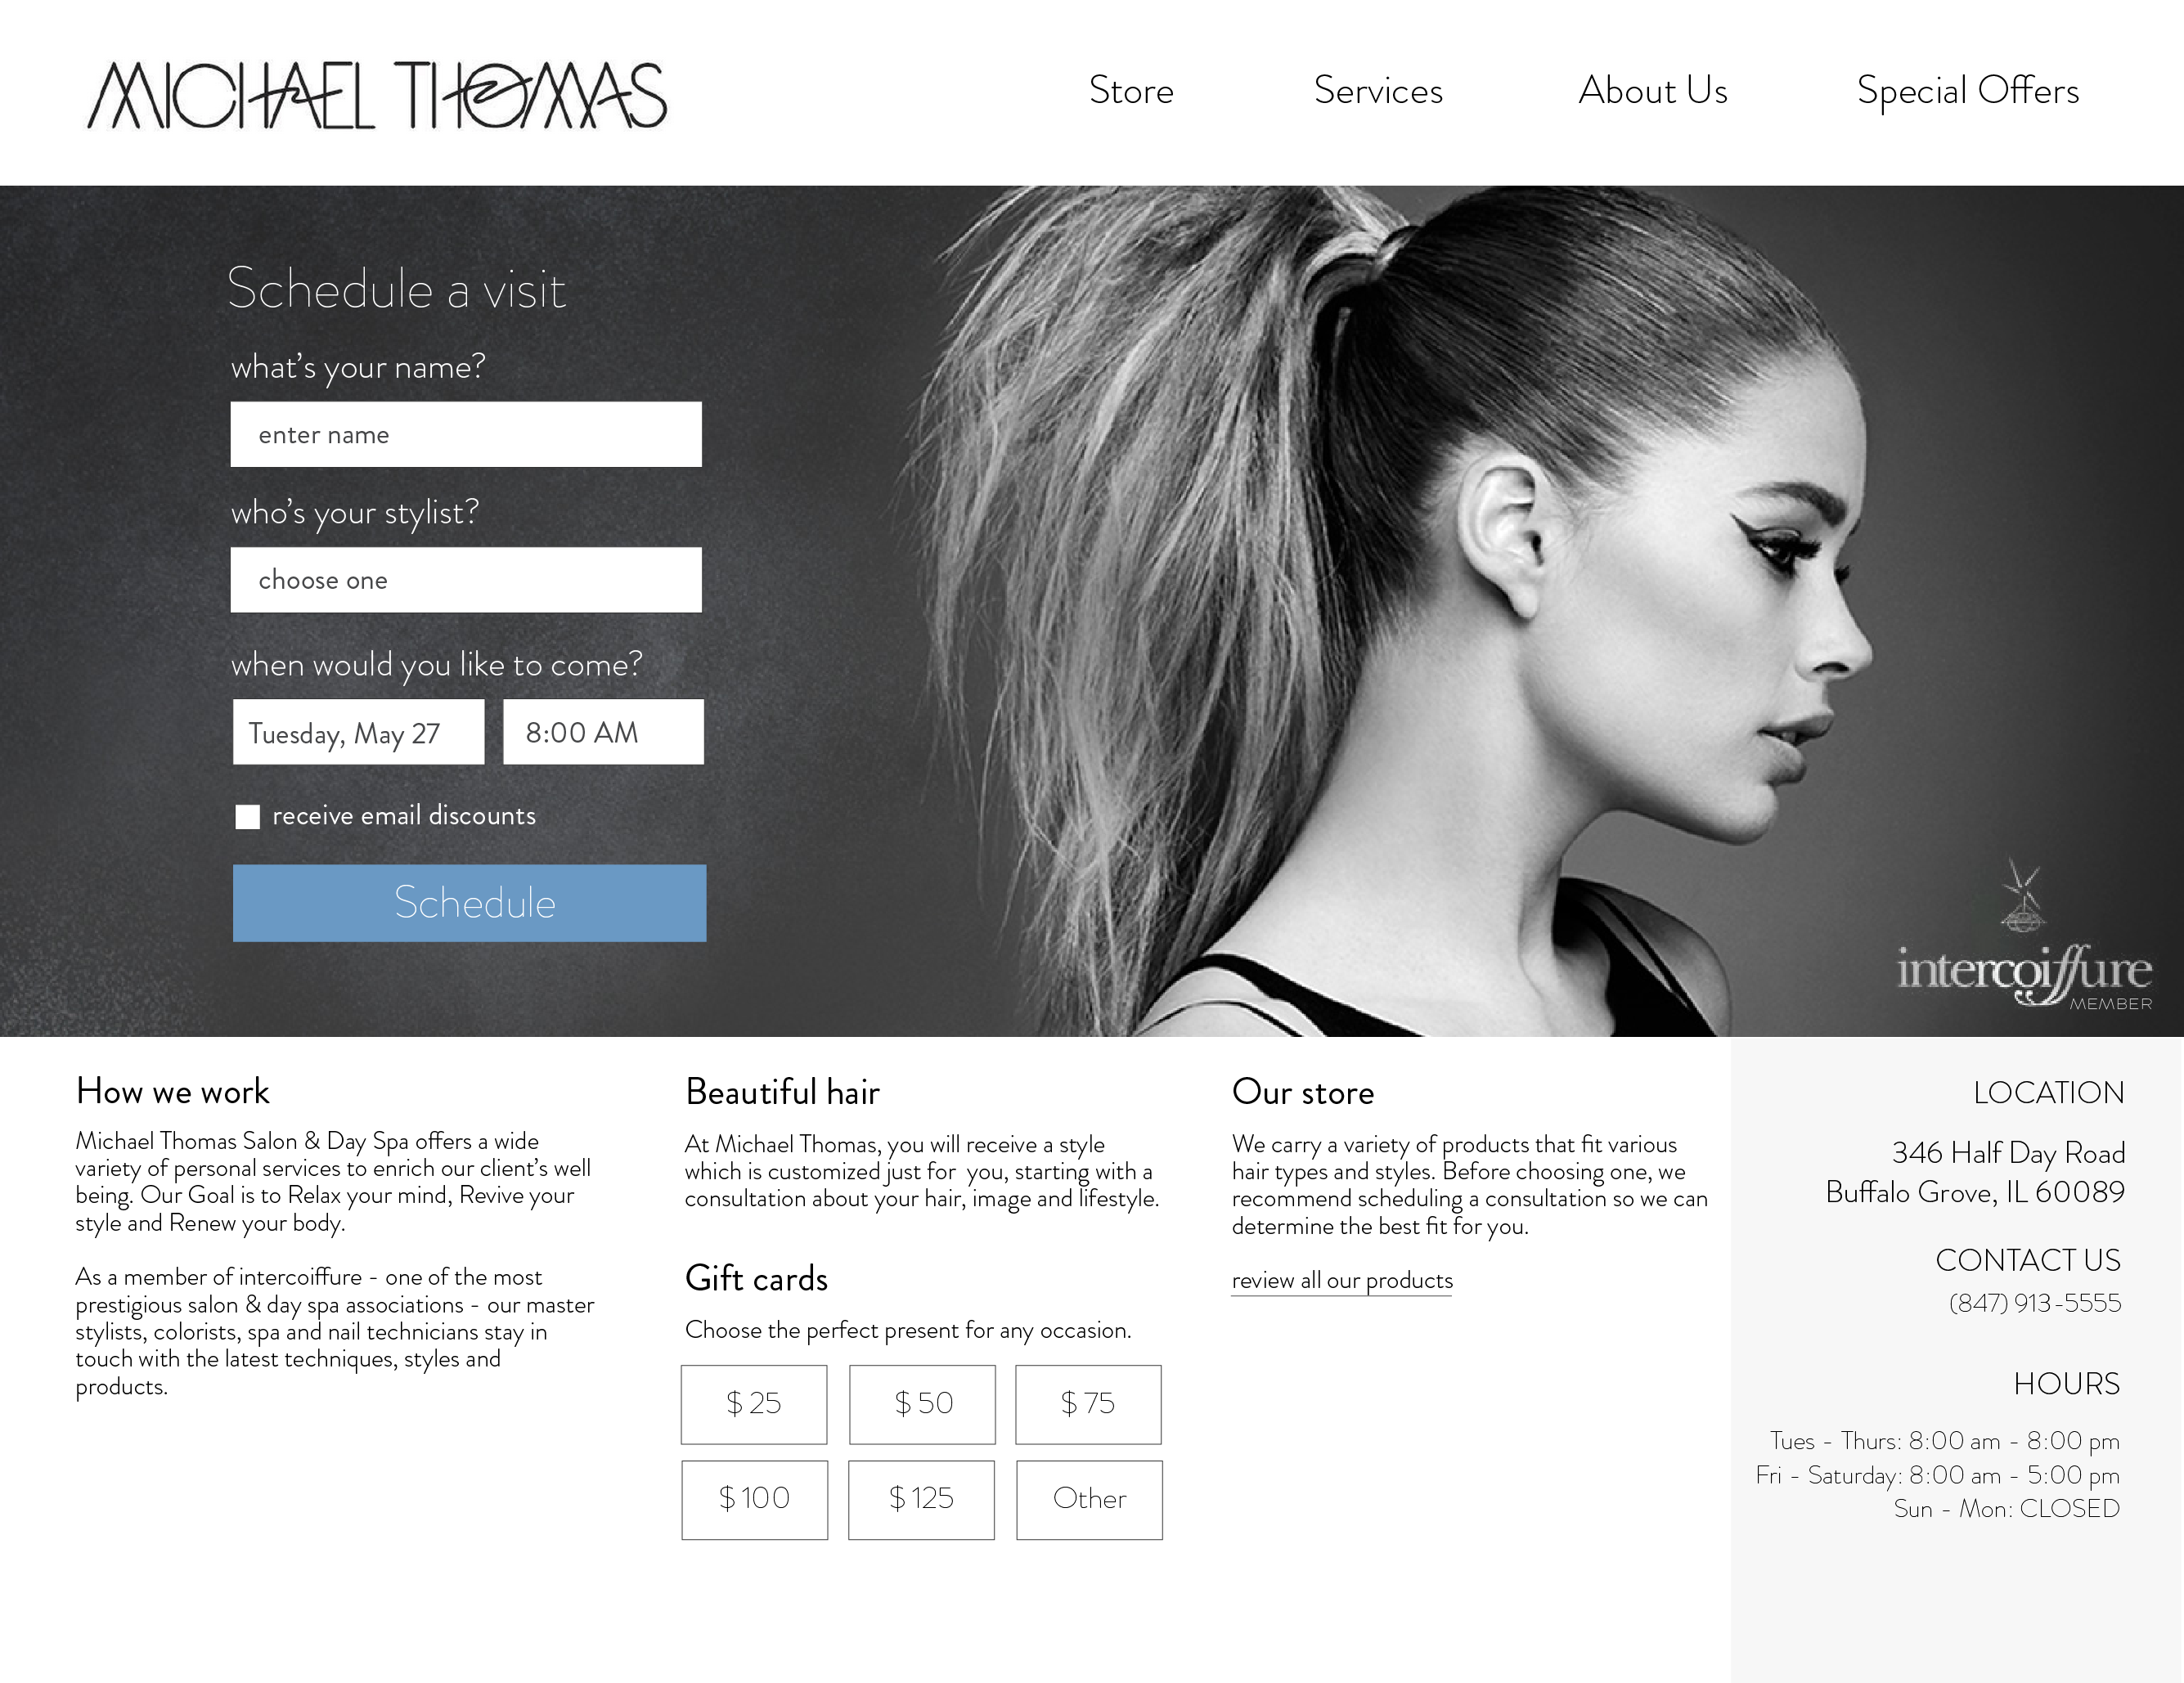 MICHAEL THOMAS
Store
Services
About Us
Special Offers
Schedule a visit
what's your name?
enter name
who's your stylist?
choose one
when would you like to come?
Tuesday, May 27
8:00 AM
receive email discounts
Schedule
intercoiffure
MEMBER
How we work
Michael Thomas Salon & Day Spa offers a wide
variety of personal services to enrich our client's well
being. Our Goal is to Relax your mind, Revive your
style and Renew your body.
As a member of intercoiffure - one of the most
prestigious salon & day spa associations - our master
stylists, colorists, spa and nail technicians stay in
touch with the latest techniques, styles and
products.
Beautiful hair
At Michael Thomas, you will receive a style
which is customized just for  you, starting with a
consultation about your hair, image and lifestyle.
Gift cards
Choose the perfect present for any occasion.
$ 25
$ 50
$ 75
$ 100
$ 125
Other
Our store
We carry a variety of products that fit various
hair types and styles. Before choosing one, we
recommend scheduling a consultation so we can
determine the best fit for you.
review all our products
LOCATION
346 Half Day Road
Buffalo Grove, IL 60089
CONTACT US
(847) 913-5555
HOURS
Tues - Thurs: 8:00 am - 8:00 pm
Fri - Saturday: 8:00 am - 5:00 pm
Sun - Mon: CLOSED